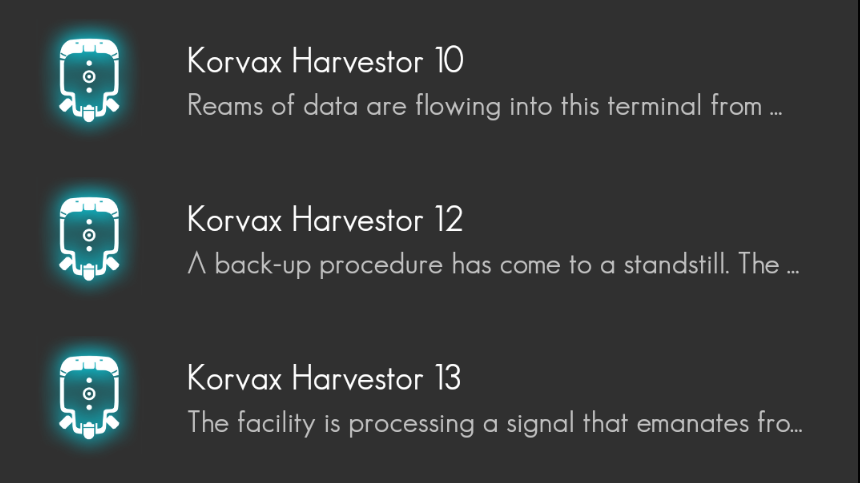 Korvax Harvestor 10
Reams of data are flowing into this terminal from ...
Korvax Harvestor 12
Λ back-up procedure has come to a standstill. The ...
Korvax Harvestor 13
The facility is processing a signal that emanates fro...